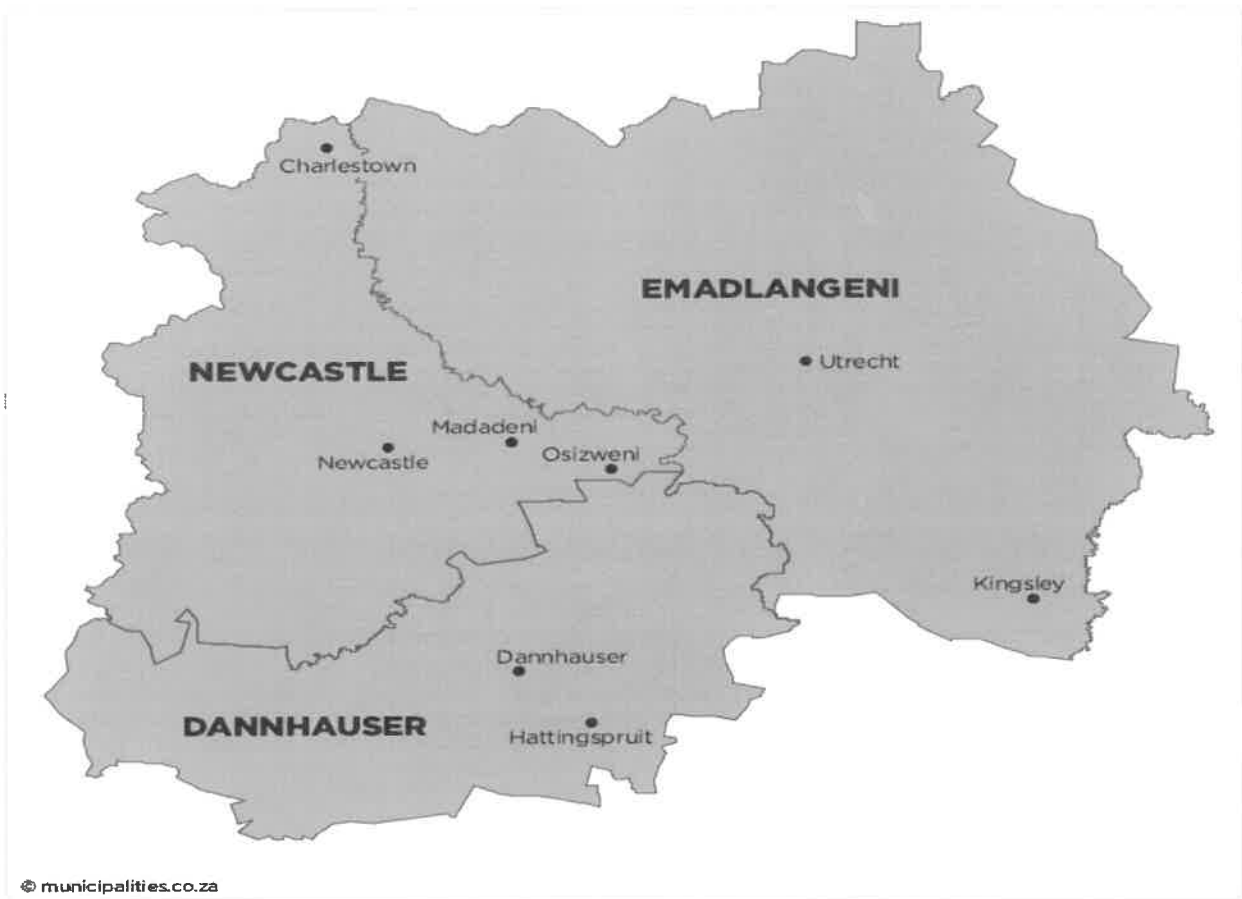 Charlestown
EMADLANGENI
Utrecht
NEWCASTLE
Madadeni
Newcastle
Osizweni
Kingsley
Dannhauser
DANNHAUSER
Hattingspruit
© municipalities.co.za